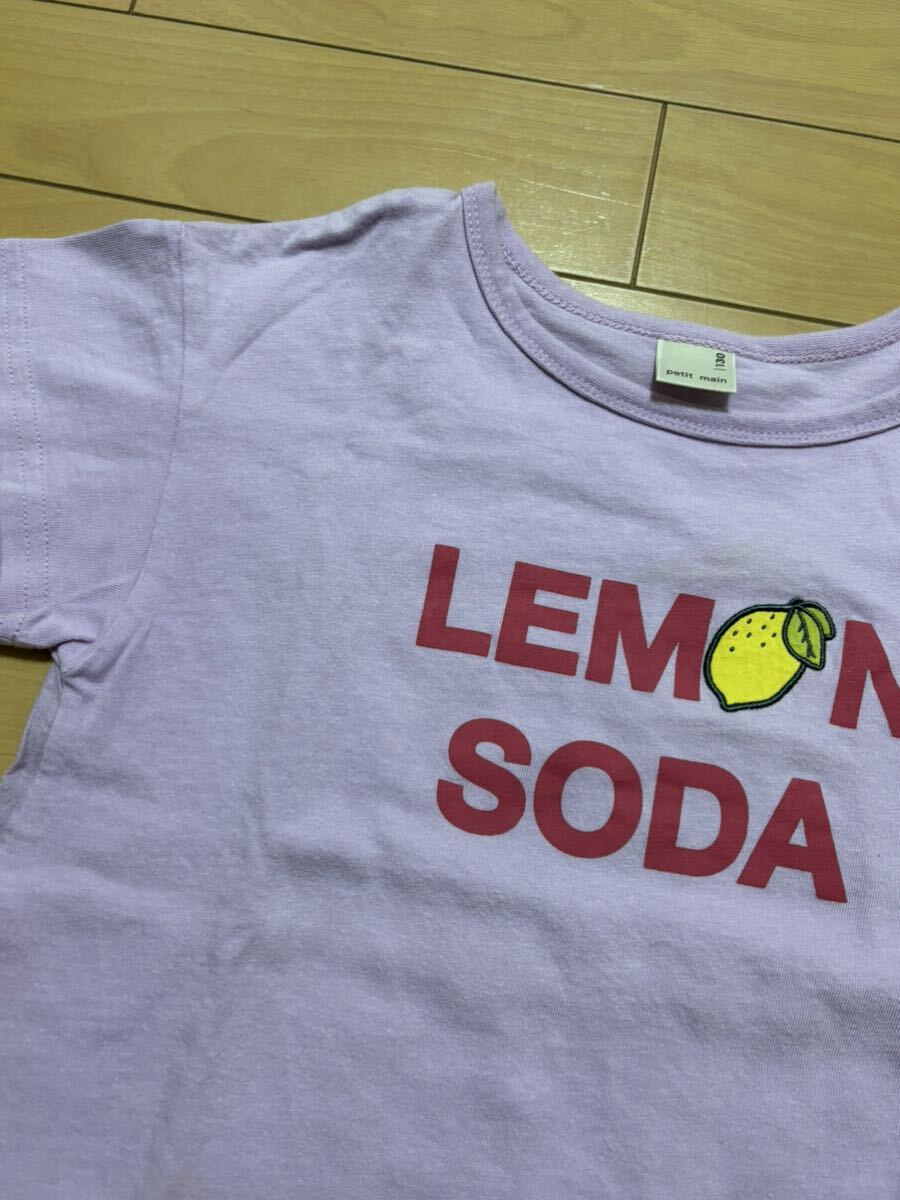 petit main
130
LEMON
SODA